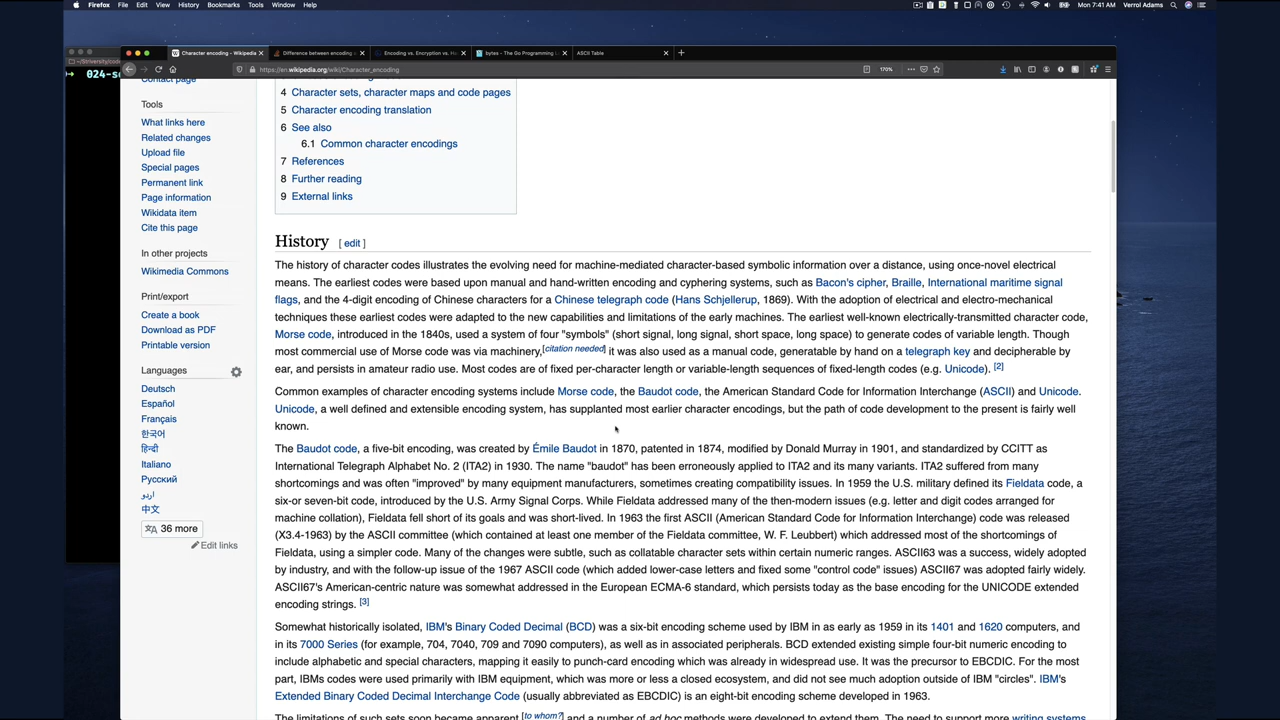 Firefox File Edit View History Bookmarks Tools Window Help
Mon 7:41 AM Verrol Adams
024-s
Character encoding - Wikipedia
Difference between encoding
Encoding vs. Encryption vs. H
bytes - The Go Programming L
ASCII Table
https://en.wikipedia.org/wiki/Character_encoding
170%
Contact page
Tools
What links here
Related changes
Upload file
Special pages
Permanent link
Page information
Wikidata item
Cite this page
In other projects
Wikimedia Commons
Print/export
Create a book
Download as PDF
Printable version
Languages
Deutsch
Español
Français
한국어
हिन्दी
Italiano
Русский
اردو
中文
36 more
Edit links
4 Character sets, character maps and code pages
5 Character encoding translation
6 See also
6.1 Common character encodings
7 References
8 Further reading
9 External links
History [ edit ]
The history of character codes illustrates the evolving need for machine-mediated character-based symbolic information over a distance, using once-novel electrical
means. The earliest codes were based upon manual and hand-written encoding and cyphering systems, such as Bacon's cipher, Braille, International maritime signal
flags, and the 4-digit encoding of Chinese characters for a Chinese telegraph code (Hans Schjellerup, 1869). With the adoption of electrical and electro-mechanical
techniques these earliest codes were adapted to the new capabilities and limitations of the early machines. The earliest well-known electrically-transmitted character code,
Morse code, introduced in the 1840s, used a system of four "symbols" (short signal, long signal, short space, long space) to generate codes of variable length. Though
most commercial use of Morse code was via machinery,[citation needed] it was also used as a manual code, generatable by hand on a telegraph key and decipherable by
ear, and persists in amateur radio use. Most codes are of fixed per-character length or variable-length sequences of fixed-length codes (e.g. Unicode). [2]
Common examples of character encoding systems include Morse code, the Baudot code, the American Standard Code for Information Interchange (ASCII) and Unicode.
Unicode, a well defined and extensible encoding system, has supplanted most earlier character encodings, but the path of code development to the present is fairly well
known.
The Baudot code, a five-bit encoding, was created by Émile Baudot in 1870, patented in 1874, modified by Donald Murray in 1901, and standardized by CCITT as
International Telegraph Alphabet No. 2 (ITA2) in 1930. The name "baudot" has been erroneously applied to ITA2 and its many variants. ITA2 suffered from many
shortcomings and was often "improved" by many equipment manufacturers, sometimes creating compatibility issues. In 1959 the U.S. military defined its Fieldata code, a
six-or seven-bit code, introduced by the U.S. Army Signal Corps. While Fieldata addressed many of the then-modern issues (e.g. letter and digit codes arranged for
machine collation), Fieldata fell short of its goals and was short-lived. In 1963 the first ASCII (American Standard Code for Information Interchange) code was released
(X3.4-1963) by the ASCII committee (which contained at least one member of the Fieldata committee, W. F. Leubbert) which addressed most of the shortcomings of
Fieldata, using a simpler code. Many of the changes were subtle, such as collatable character sets within certain numeric ranges. ASCII63 was a success, widely adopted
by industry, and with the follow-up issue of the 1967 ASCII code (which added lower-case letters and fixed some "control code" issues) ASCII67 was adopted fairly widely.
ASCII67's American-centric nature was somewhat addressed in the European ECMA-6 standard, which persists today as the base encoding for the UNICODE extended
encoding strings. [3]
Somewhat historically isolated, IBM's Binary Coded Decimal (BCD) was a six-bit encoding scheme used by IBM in as early as 1959 in its 1401 and 1620 computers, and
in its 7000 Series (for example, 704, 7040, 709 and 7090 computers), as well as in associated peripherals. BCD extended existing simple four-bit numeric encoding to
include alphabetic and special characters, mapping it easily to punch-card encoding which was already in widespread use. It was the precursor to EBCDIC. For the most
part, IBMs codes were used primarily with IBM equipment, which was more or less a closed ecosystem, and did not see much adoption outside of IBM "circles". IBM's
Extended Binary Coded Decimal Interchange Code (usually abbreviated as EBCDIC) is an eight-bit encoding scheme developed in 1963.
The limitations of such sets soon became apparent [to whom?] and a number of ad hoc methods were developed to extend them. The need to support more writing systems